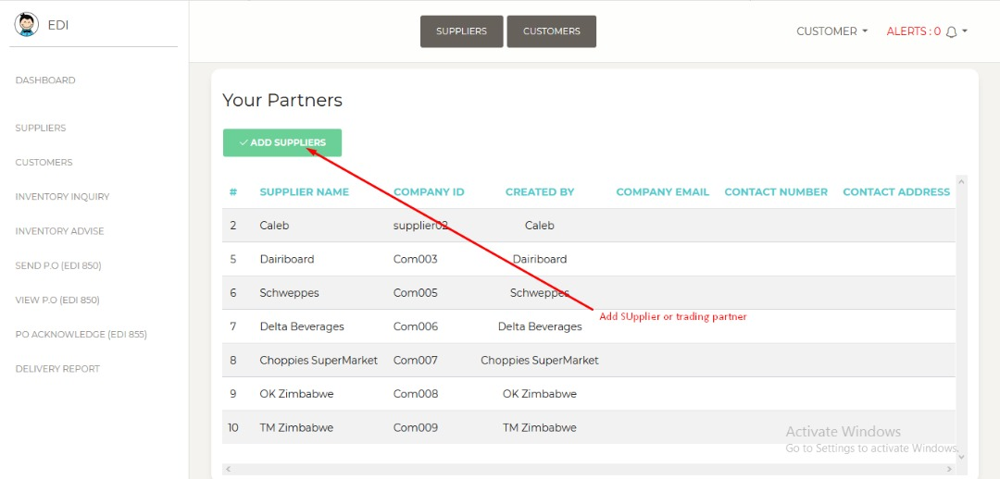 EDI
SUPPLIERS CUSTOMERS
CUSTOMER ALERTS : 0
DASHBOARD
SUPPLIERS
CUSTOMERS
INVENTORY INQUIRY
INVENTORY ADVISE
SEND P.O (EDI 850)
VIEW P.O (EDI 850)
PO ACKNOWLEDGE (EDI 855)
DELIVERY REPORT
Your Partners
ADD SUPPLIERS
# SUPPLIER NAME COMPANY ID CREATED BY COMPANY EMAIL CONTACT NUMBER CONTACT ADDRESS
2 Caleb supplier02 Caleb
5 Dairiboard Com003 Dairiboard
6 Schweppes Com005 Schweppes
Add SUpplier or trading partner
7 Delta Beverages Com006 Delta Beverages
8 Choppies SuperMarket Com007 Choppies SuperMarket
9 OK Zimbabwe Com008 OK Zimbabwe
10 TM Zimbabwe Com009 TM Zimbabwe
Activate Windows
Go to Settings to activate Windows.